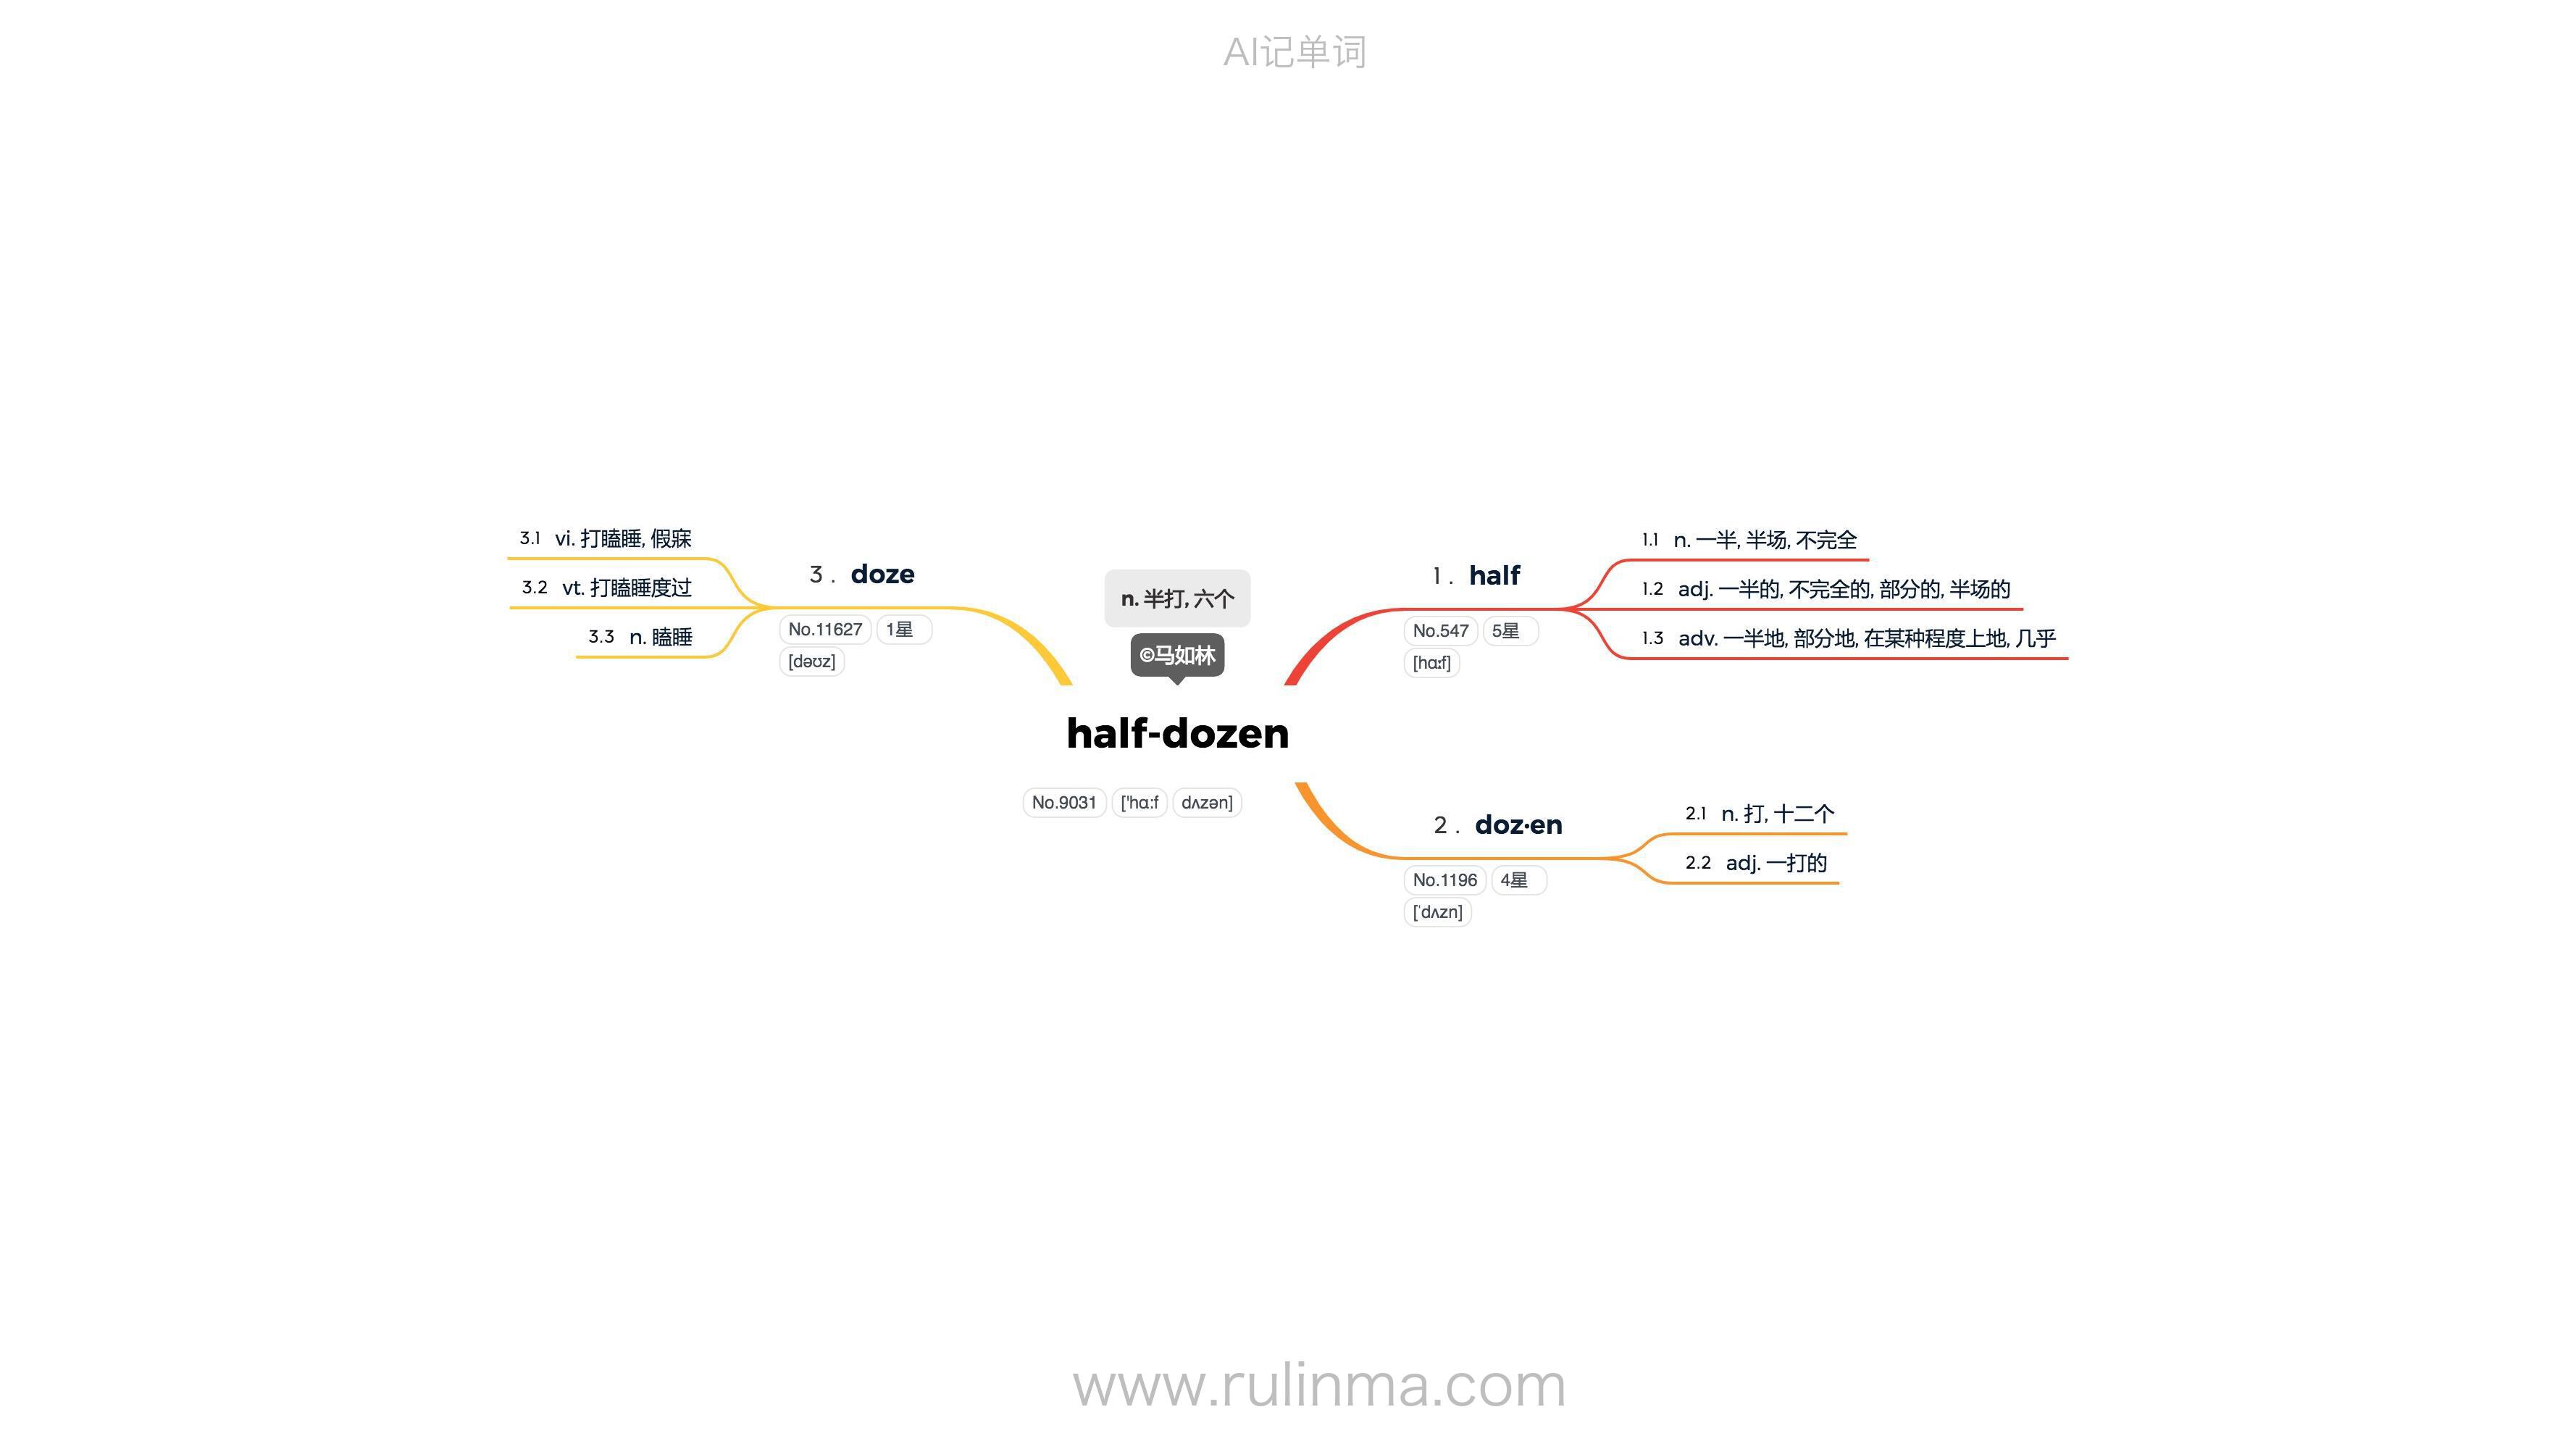 AI记单词
n. 半打, 六个
©马如林
half-dozen
No.9031 ['hɑ:f dʌzən]
1. half
No.547 5星
[hɑːf]
1.1 n. 一半, 半场, 不完全
1.2 adj. 一半的, 不完全的, 部分的, 半场的
1.3 adv. 一半地, 部分地, 在某种程度上地, 几乎
2. doz·en
No.1196 4星
[ˈdʌzn]
2.1 n. 打, 十二个
2.2 adj. 一打的
3. doze
No.11627 1星
[dəʊz]
3.1 vi. 打瞌睡, 假寐
3.2 vt. 打瞌睡度过
3.3 n. 瞌睡
www.rulinma.com